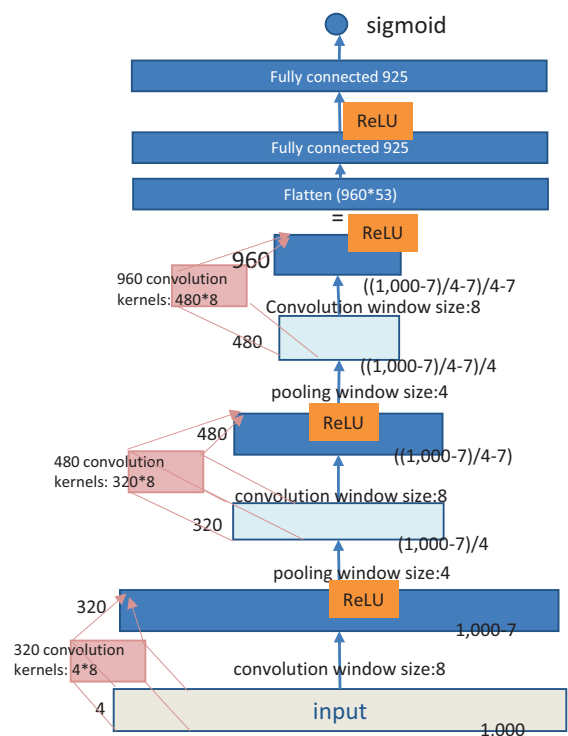 sigmoid
Fully connected 925
ReLU
Fully connected 925
Flatten (960*53)
=
ReLU
960
960 convolution
kernels: 480*8
((1,000-7)/4-7)/4-7
Convolution window size:8
480
((1,000-7)/4-7)/4
pooling window size:4
ReLU
480
480 convolution
kernels: 320*8
((1,000-7)/4-7)
convolution window size:8
320
(1,000-7)/4
pooling window size:4
ReLU
320
1,000-7
320 convolution
kernels: 4*8
convolution window size:8
4
input
1.000